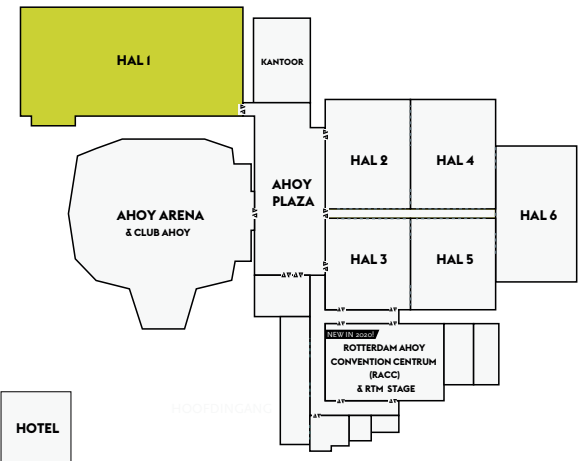 HAL 1
KANTOOR
HAL 2
HAL 4
AHOY
PLAZA
AHOY ARENA
& CLUB AHOY
HAL 6
HAL 3
HAL 5
NEW IN 2020!
ROTTERDAM AHOY
CONVENTION CENTRUM
(RACC)
& RTM STAGE
HOOFDINGANG
HOTEL